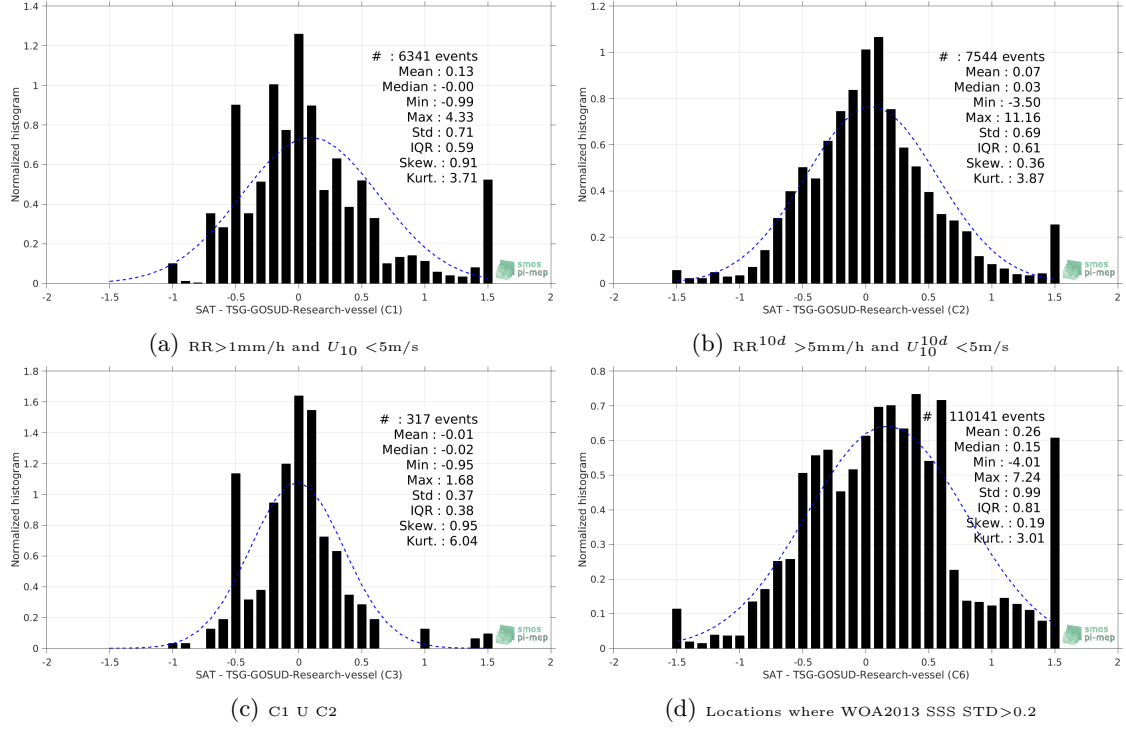 1.4
1.2
1
0.8
0.6
0.4
0.2
0
Normalized histogram
# : 6341 events
Mean : 0.13
Median : -0.00
Min : -0.99
Max : 4.33
Std : 0.71
IQR : 0.59
Skew. : 0.91
Kurt. : 3.71
smos
pi-mep
-2 -1.5 -1 -0.5 0 0.5 1 1.5 2
SAT - TSG-GOSUD-Research-vessel (C1)
(a) RR>1mm/h and U10 <5m/s
1.2
1
0.8
0.6
0.4
0.2
0
Normalized histogram
# : 7544 events
Mean : 0.07
Median : 0.03
Min : -3.50
Max : 11.16
Std : 0.69
IQR : 0.61
Skew. : 0.36
Kurt. : 3.87
smos
pi-mep
-2 -1.5 -1 -0.5 0 0.5 1 1.5 2
SAT - TSG-GOSUD-Research-vessel (C2)
(b) RR^10d >5mm/h and U10^10d <5m/s
1.8
1.6
1.4
1.2
1
0.8
0.6
0.4
0.2
0
Normalized histogram
# : 317 events
Mean : -0.01
Median : -0.02
Min : -0.95
Max : 1.68
Std : 0.37
IQR : 0.38
Skew. : 0.95
Kurt. : 6.04
smos
pi-mep
-2 -1.5 -1 -0.5 0 0.5 1 1.5 2
SAT - TSG-GOSUD-Research-vessel (C3)
(c) C1 U C2
0.8
0.7
0.6
0.5
0.4
0.3
0.2
0.1
0
Normalized histogram
# : 110141 events
Mean : 0.26
Median : 0.15
Min : -4.01
Max : 7.24
Std : 0.99
IQR : 0.81
Skew. : 0.19
Kurt. : 3.01
smos
pi-mep
-2 -1.5 -1 -0.5 0 0.5 1 1.5 2
SAT - TSG-GOSUD-Research-vessel (C6)
(d) Locations where WOA2013 SSS STD>0.2